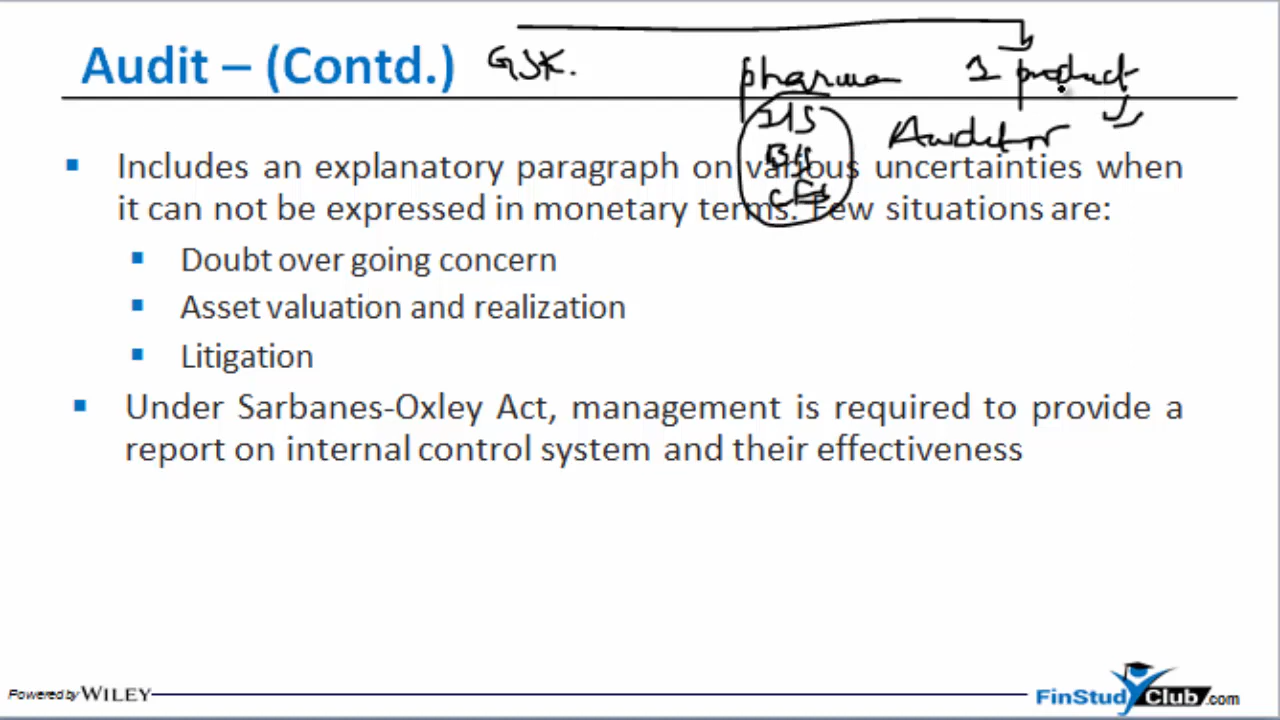 Audit – (Contd.) GSK. pharma 1 product
I/S Auditor
B/S
CFS
Includes an explanatory paragraph on various uncertainties when
it can not be expressed in monetary terms. Few situations are:
Doubt over going concern
Asset valuation and realization
Litigation
Under Sarbanes-Oxley Act, management is required to provide a
report on internal control system and their effectiveness
Powered by WILEY
FinStudyClub.com